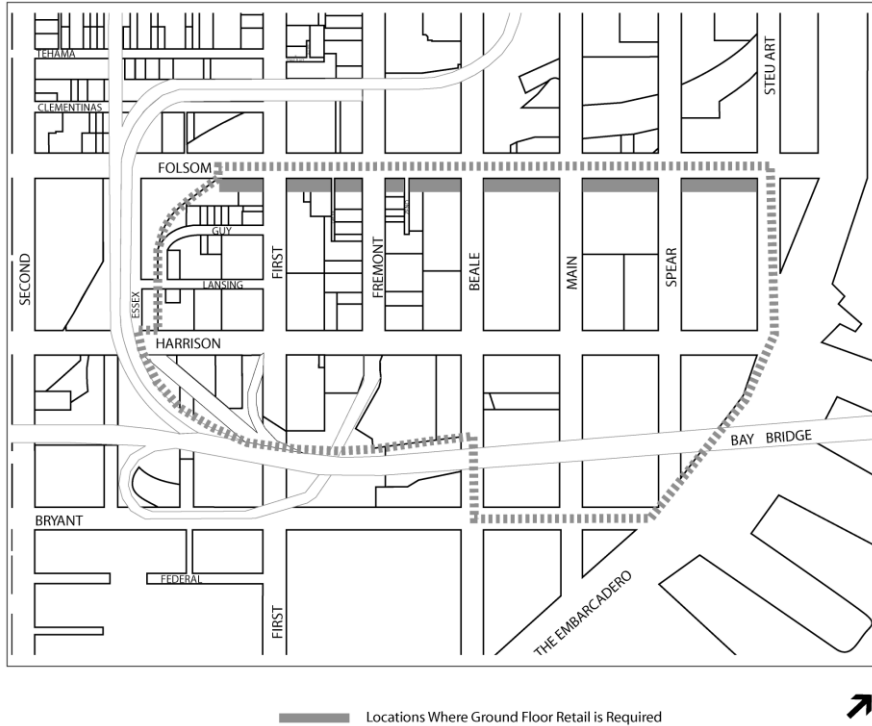 TEHAMA
CLEMENTINAS
STEU ART
FOLSOM
GUY
LANSING
SECOND
ESSEX
FIRST
FREMONT
BEALE
MAIN
SPEAR
HARRISON
BAY BRIDGE
BRYANT
FEDERAL
FIRST
THE EMBARCADERO
Locations Where Ground Floor Retail is Required